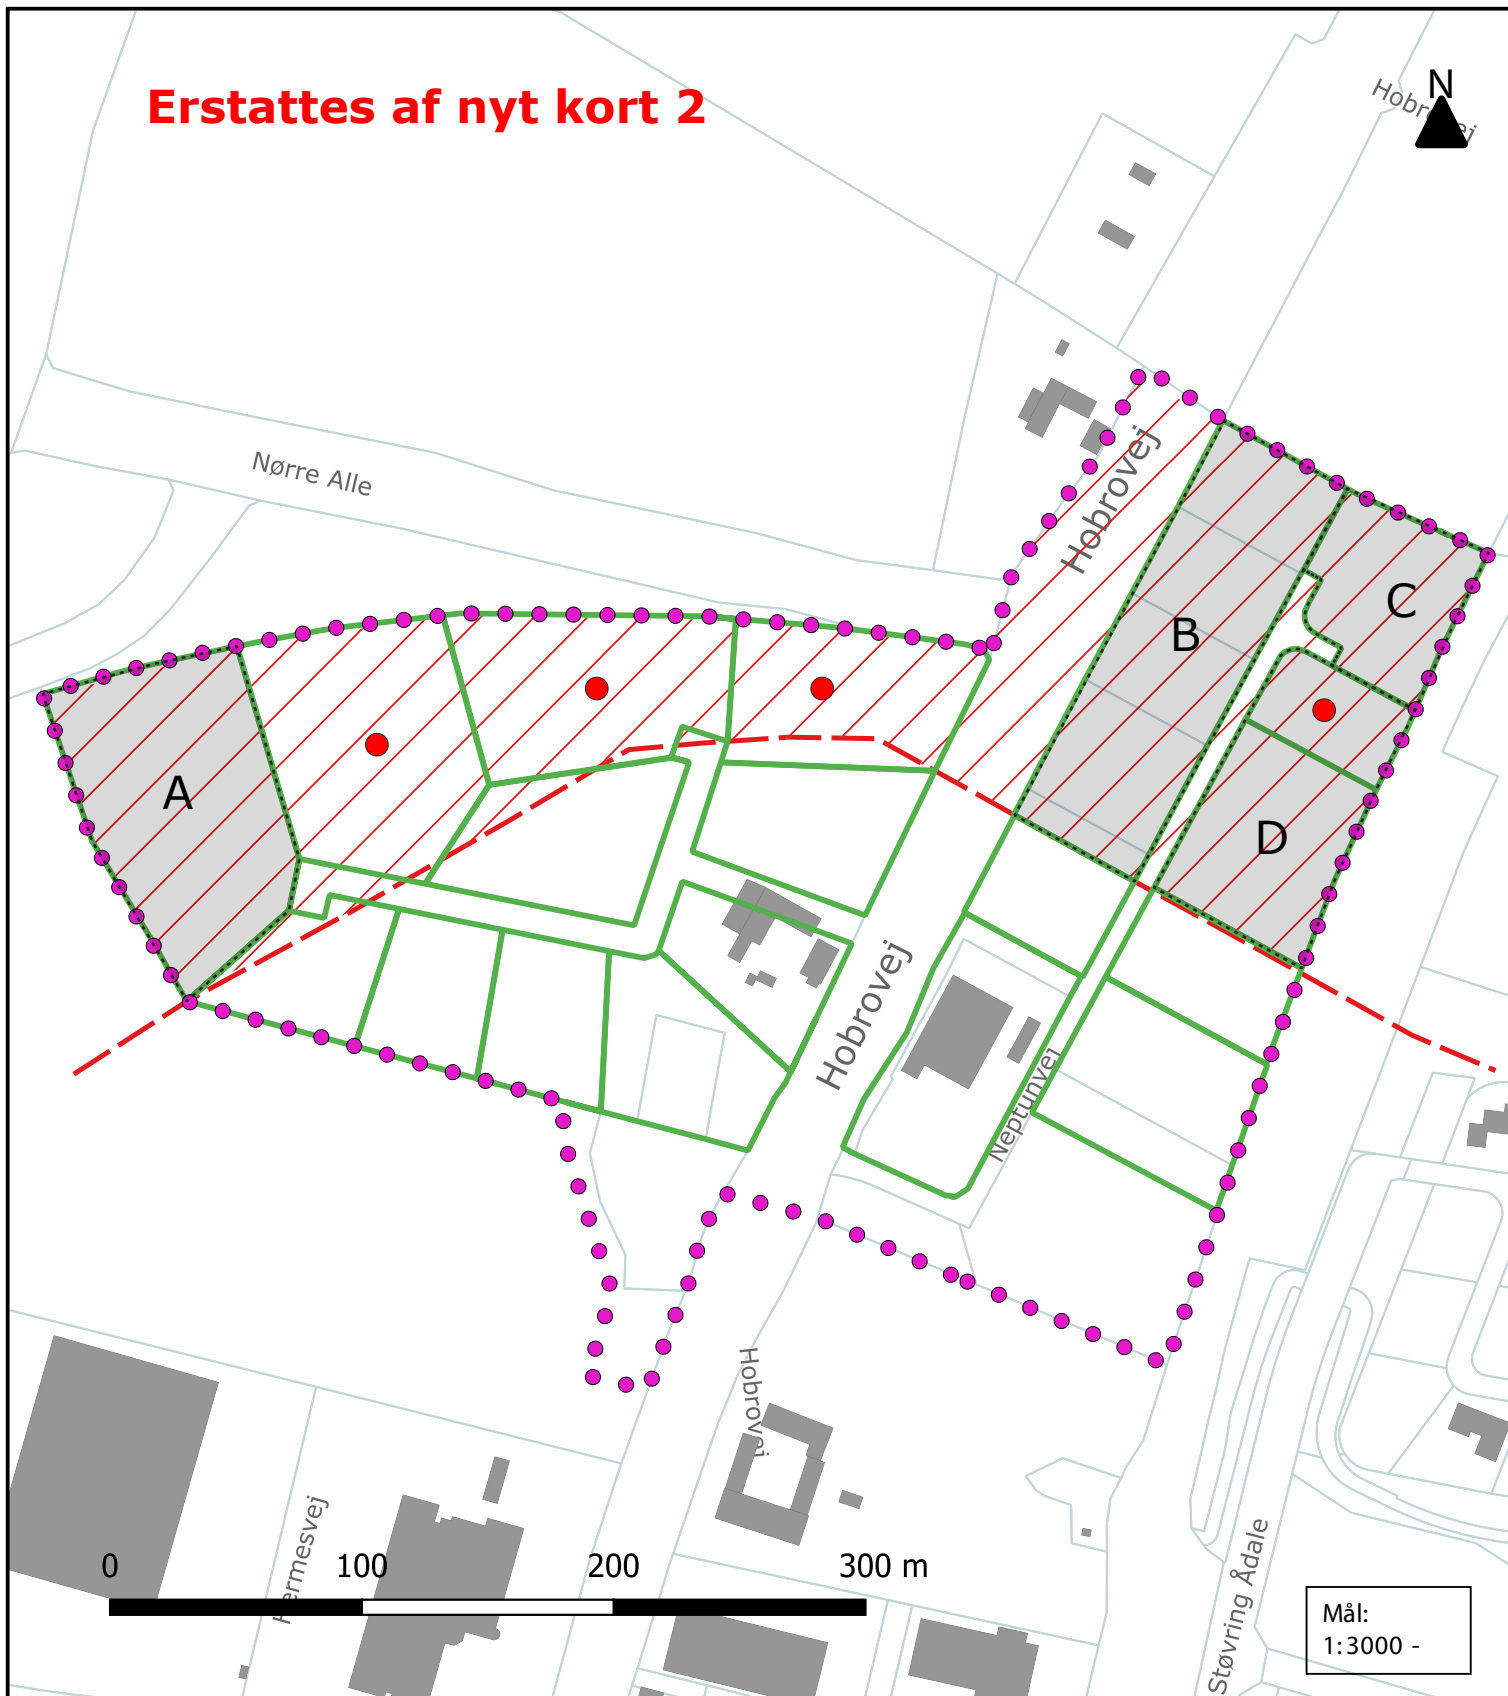 Erstattes af nyt kort 2
N
Nørre Alle
Hobrovej
B
C
A
D
Hobrovej
Neptunvej
Hobrovej
0 100 200 300 m
Støvring Ådale
Mål:
1:3000 -